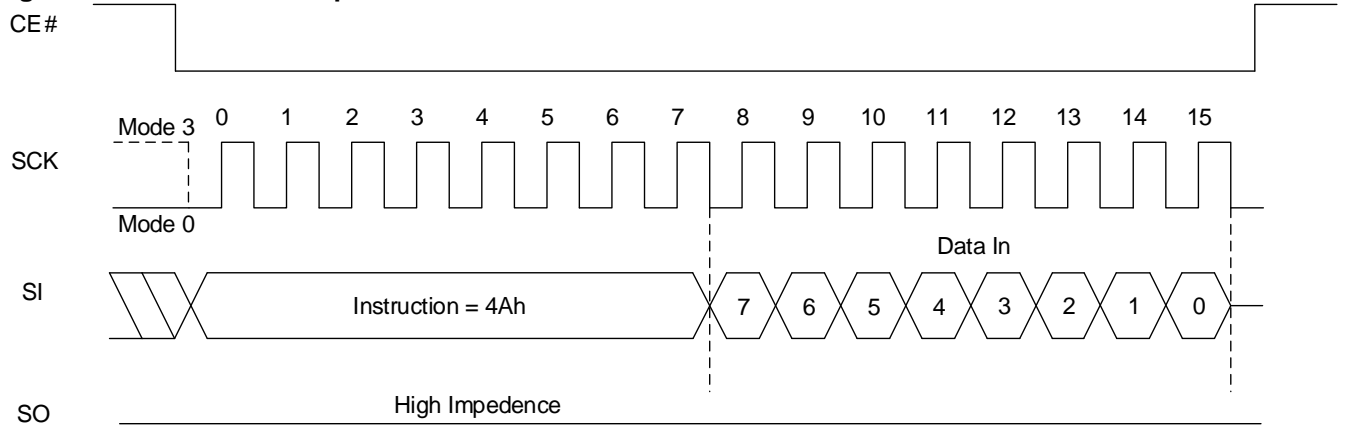 CE#
Mode 3 0 1 2 3 4 5 6 7 8 9 10 11 12 13 14 15
SCK
Mode 0
Data In
SI
Instruction = 4Ah 7 6 5 4 3 2 1 0
High Impedence
SO